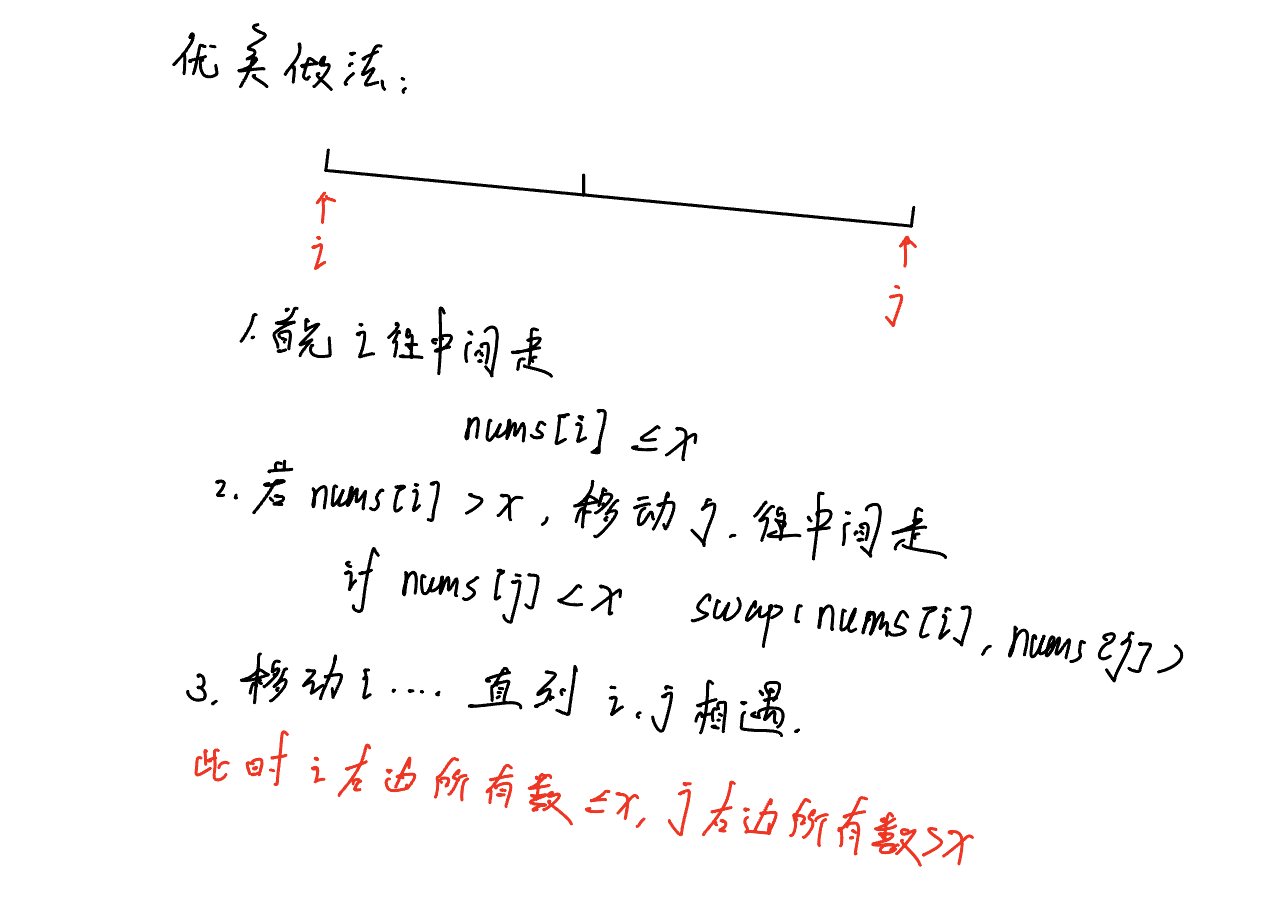 优美做法:
i
j
1. 首先 i 往中间走
nums[i] ≤ x
2. 若 nums[i] > x, 移动 j. 往中间走
if nums[j] < x swap(nums[i], nums[j])
3. 移动 i .... 直到 i.j 相遇.
此时 i 左边所有数 ≤x, j 右边所有数>x